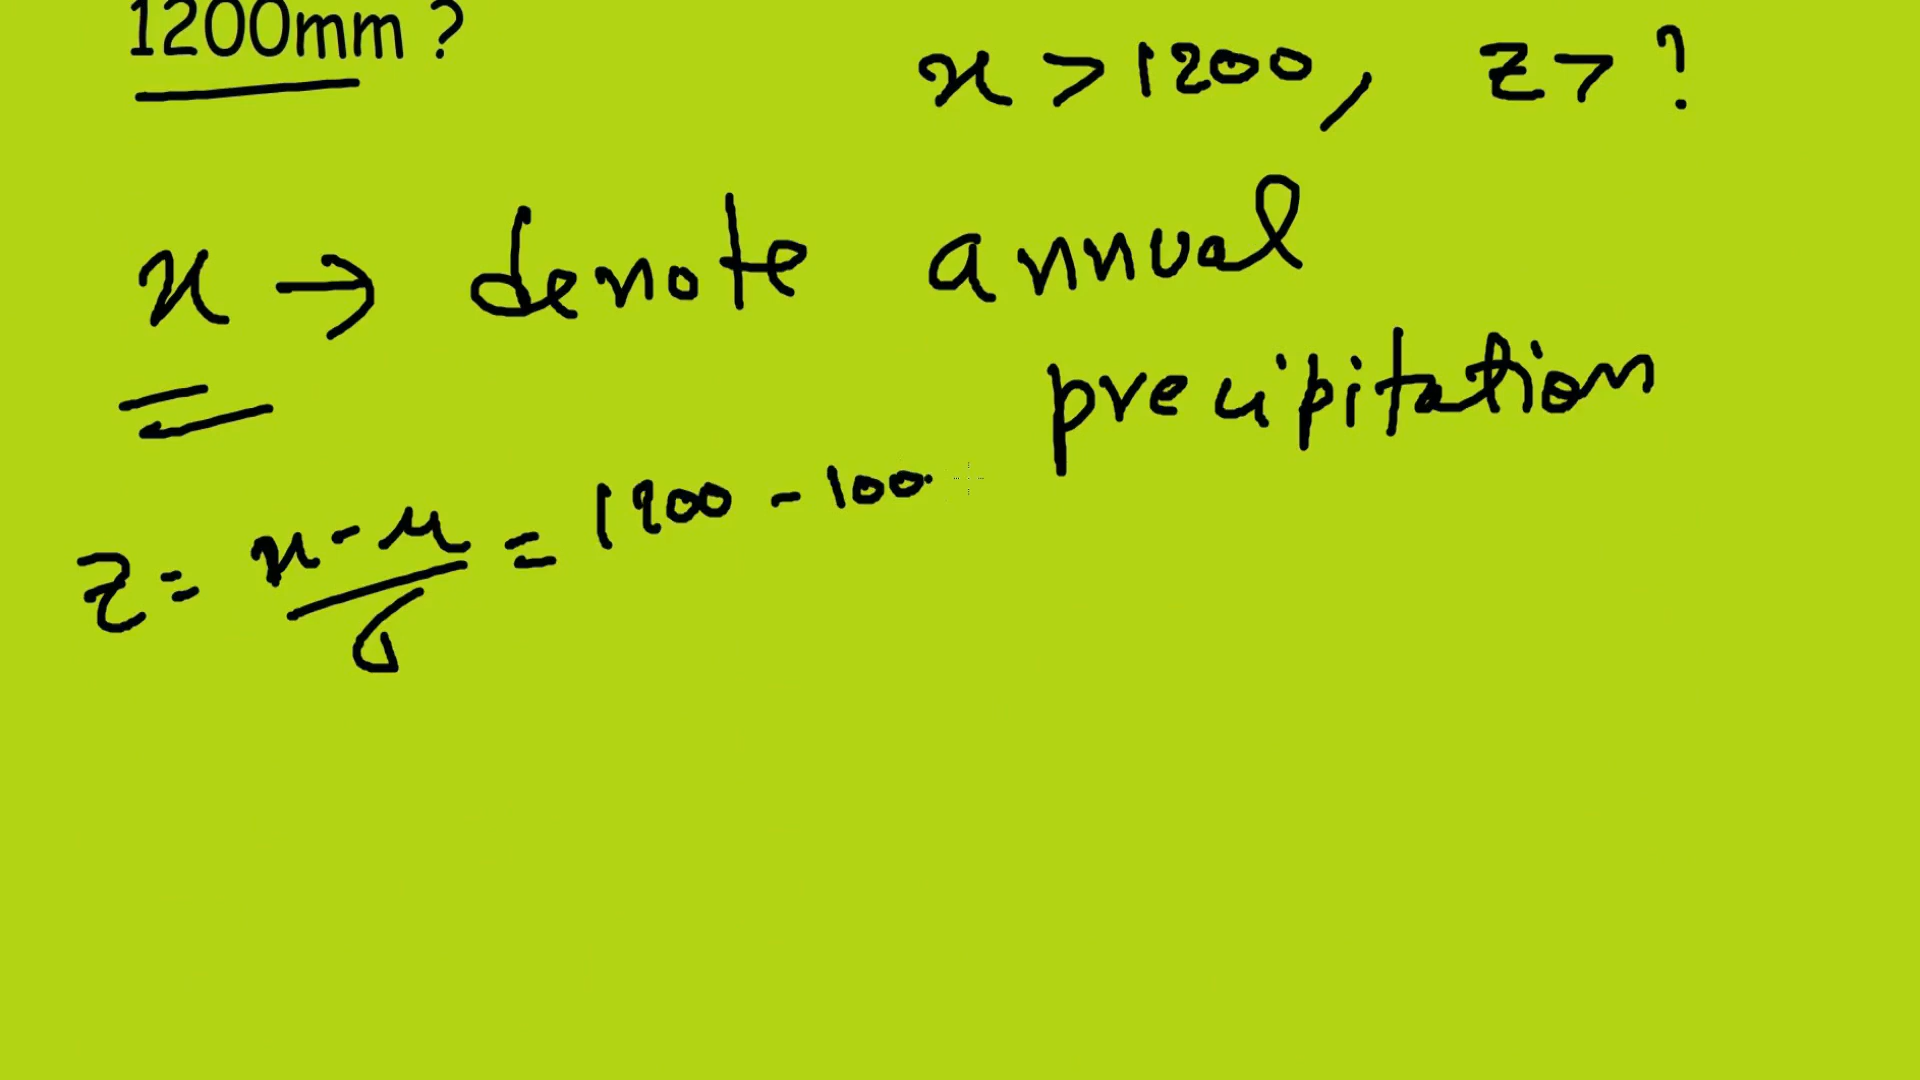 1200mm ?
x > 1200, z > ?
x → denote annual
precipitation
z = x - μ / σ = 1200 - 100